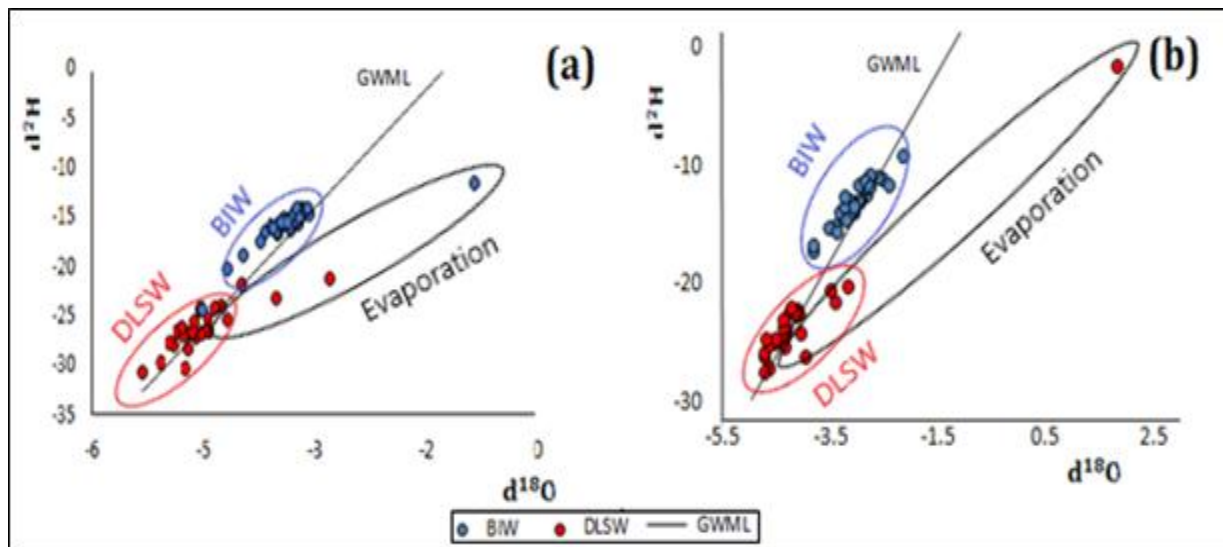 (a)
d²H
0
-5
-10
-15
-20
-25
-30
-35
-6
-5
-3
-2
0
d¹⁸O
GWML
BIW
DLSW
Evaporation
(b)
d²H
0
-10
-20
-30
-5.5
-3.5
-1.5
0.5
2.5
d¹⁸O
GWML
BIW
DLSW
Evaporation
BIW DLSW GWML